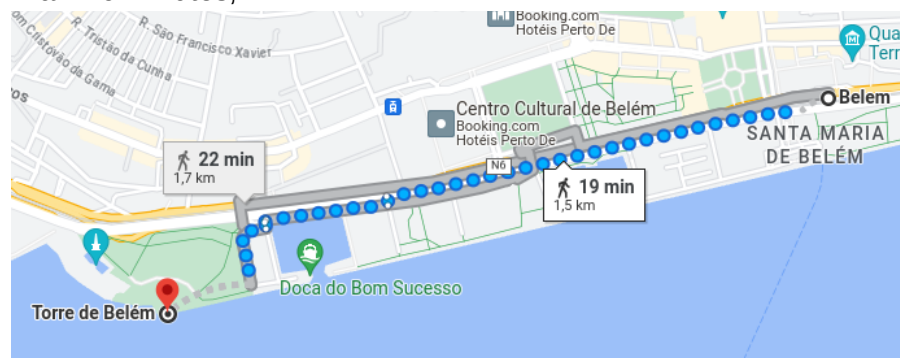 Booking.com
Hotéis Perto De
R. São Francisco Xavier
R. Tristão da Cunha
Cristóvão da Gama
Centro Cultural de Belém
Booking.com
Hotéis Perto De
Belem
SANTA MARIA
DE BELÉM
N6
22 min
1,7 km
19 min
1,5 km
Doca do Bom Sucesso
Torre de Belém